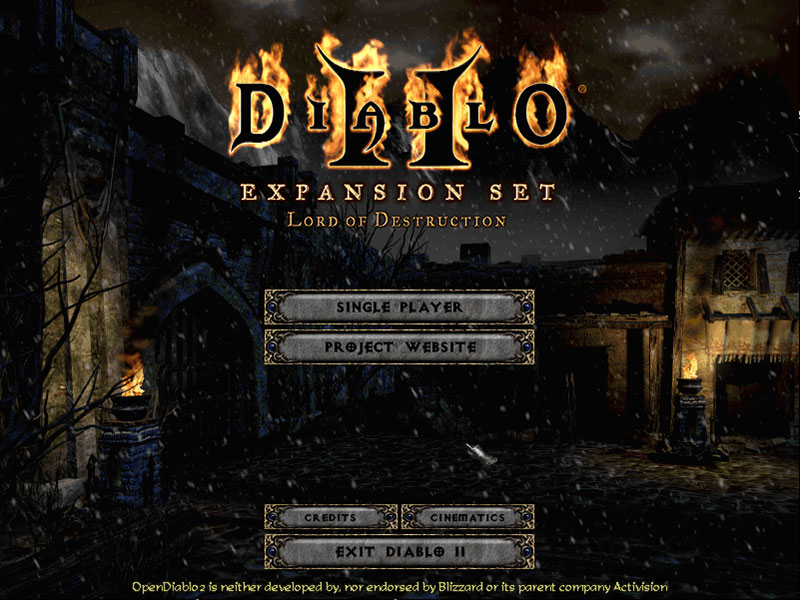 DIABLO II ®
EXPANSION SET
LORD OF DESTRUCTION
SINGLE PLAYER
PROJECT WEBSITE
CREDITS CINEMATICS
EXIT DIABLO II
OpenDiablo2 is neither developed by, nor endorsed by Blizzard or its parent company Activision